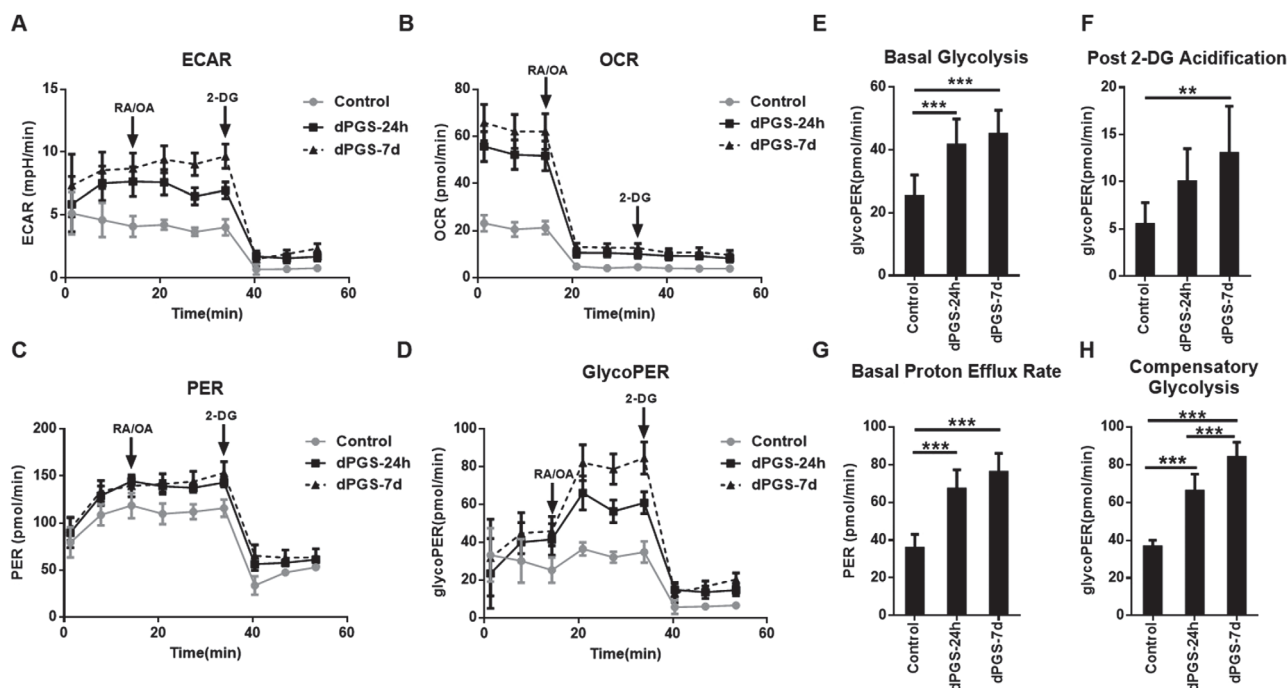 A
ECAR
ECAR (mpH/min)
15
10
5
0
0
20
40
60
Time(min)
RA/OA
2-DG
Control
dPGS-24h
dPGS-7d
B
OCR
OCR (pmol/min)
80
60
40
20
0
0
20
40
60
Time(min)
RA/OA
2-DG
Control
dPGS-24h
dPGS-7d
E
Basal Glycolysis
glycoPER(pmol/min)
60
40
20
0
***
***
Control
dPGS-24h
dPGS-7d
F
Post 2-DG Acidification
glycoPER(pmol/min)
20
15
10
5
0
**
Control
dPGS-24h
dPGS-7d
C
PER
PER (pmol/min)
200
150
100
50
0
0
20
40
60
Time(min)
RA/OA
2-DG
Control
dPGS-24h
dPGS-7d
D
GlycoPER
glycoPER(pmol/min)
100
80
60
40
20
0
0
20
40
60
Time(min)
RA/OA
2-DG
Control
dPGS-24h
dPGS-7d
G
Basal Proton Efflux Rate
PER (pmol/min)
100
80
60
40
20
0
***
***
Control
dPGS-24h
dPGS-7d
H
Compensatory
Glycolysis
glycoPER(pmol/min)
100
80
60
40
20
0
***
***
***
Control
dPGS-24h
dPGS-7d